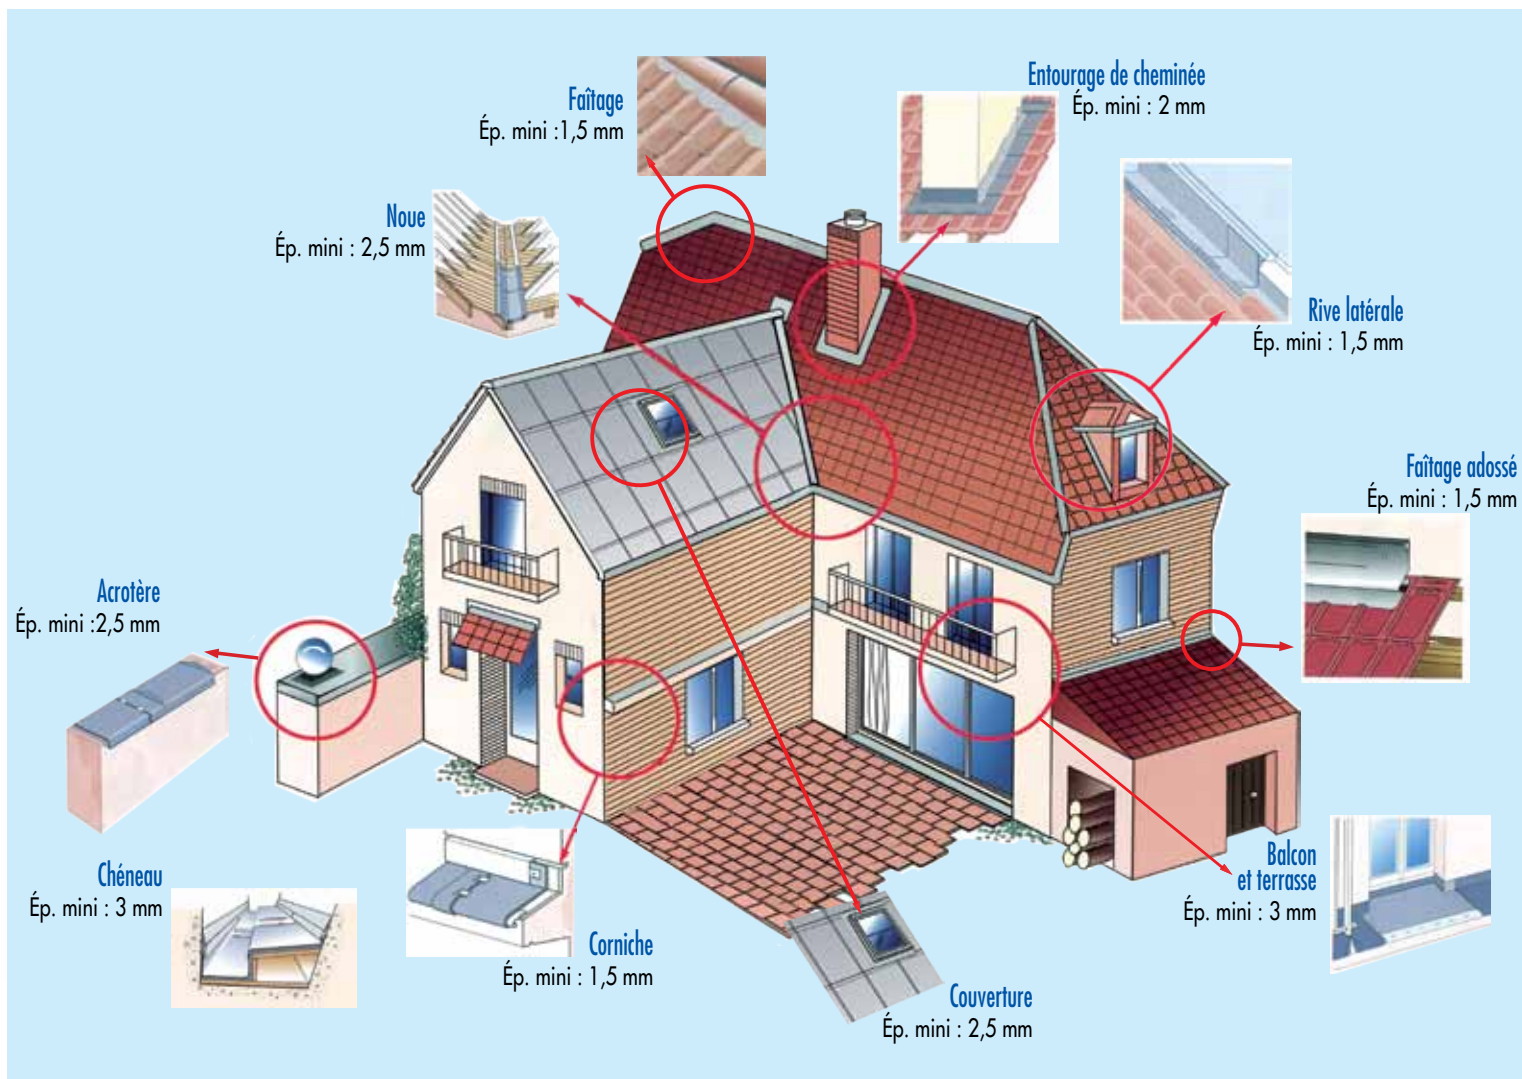 Faîtage
Ép. mini :1,5 mm
Entourage de cheminée
Ép. mini : 2 mm
Noue
Ép. mini : 2,5 mm
Rive latérale
Ép. mini : 1,5 mm
Faîtage adossé
Ép. mini : 1,5 mm
Acrotère
Ép. mini :2,5 mm
Chéneau
Ép. mini : 3 mm
Corniche
Ép. mini : 1,5 mm
Balcon
et terrasse
Ép. mini : 3 mm
Couverture
Ép. mini : 2,5 mm